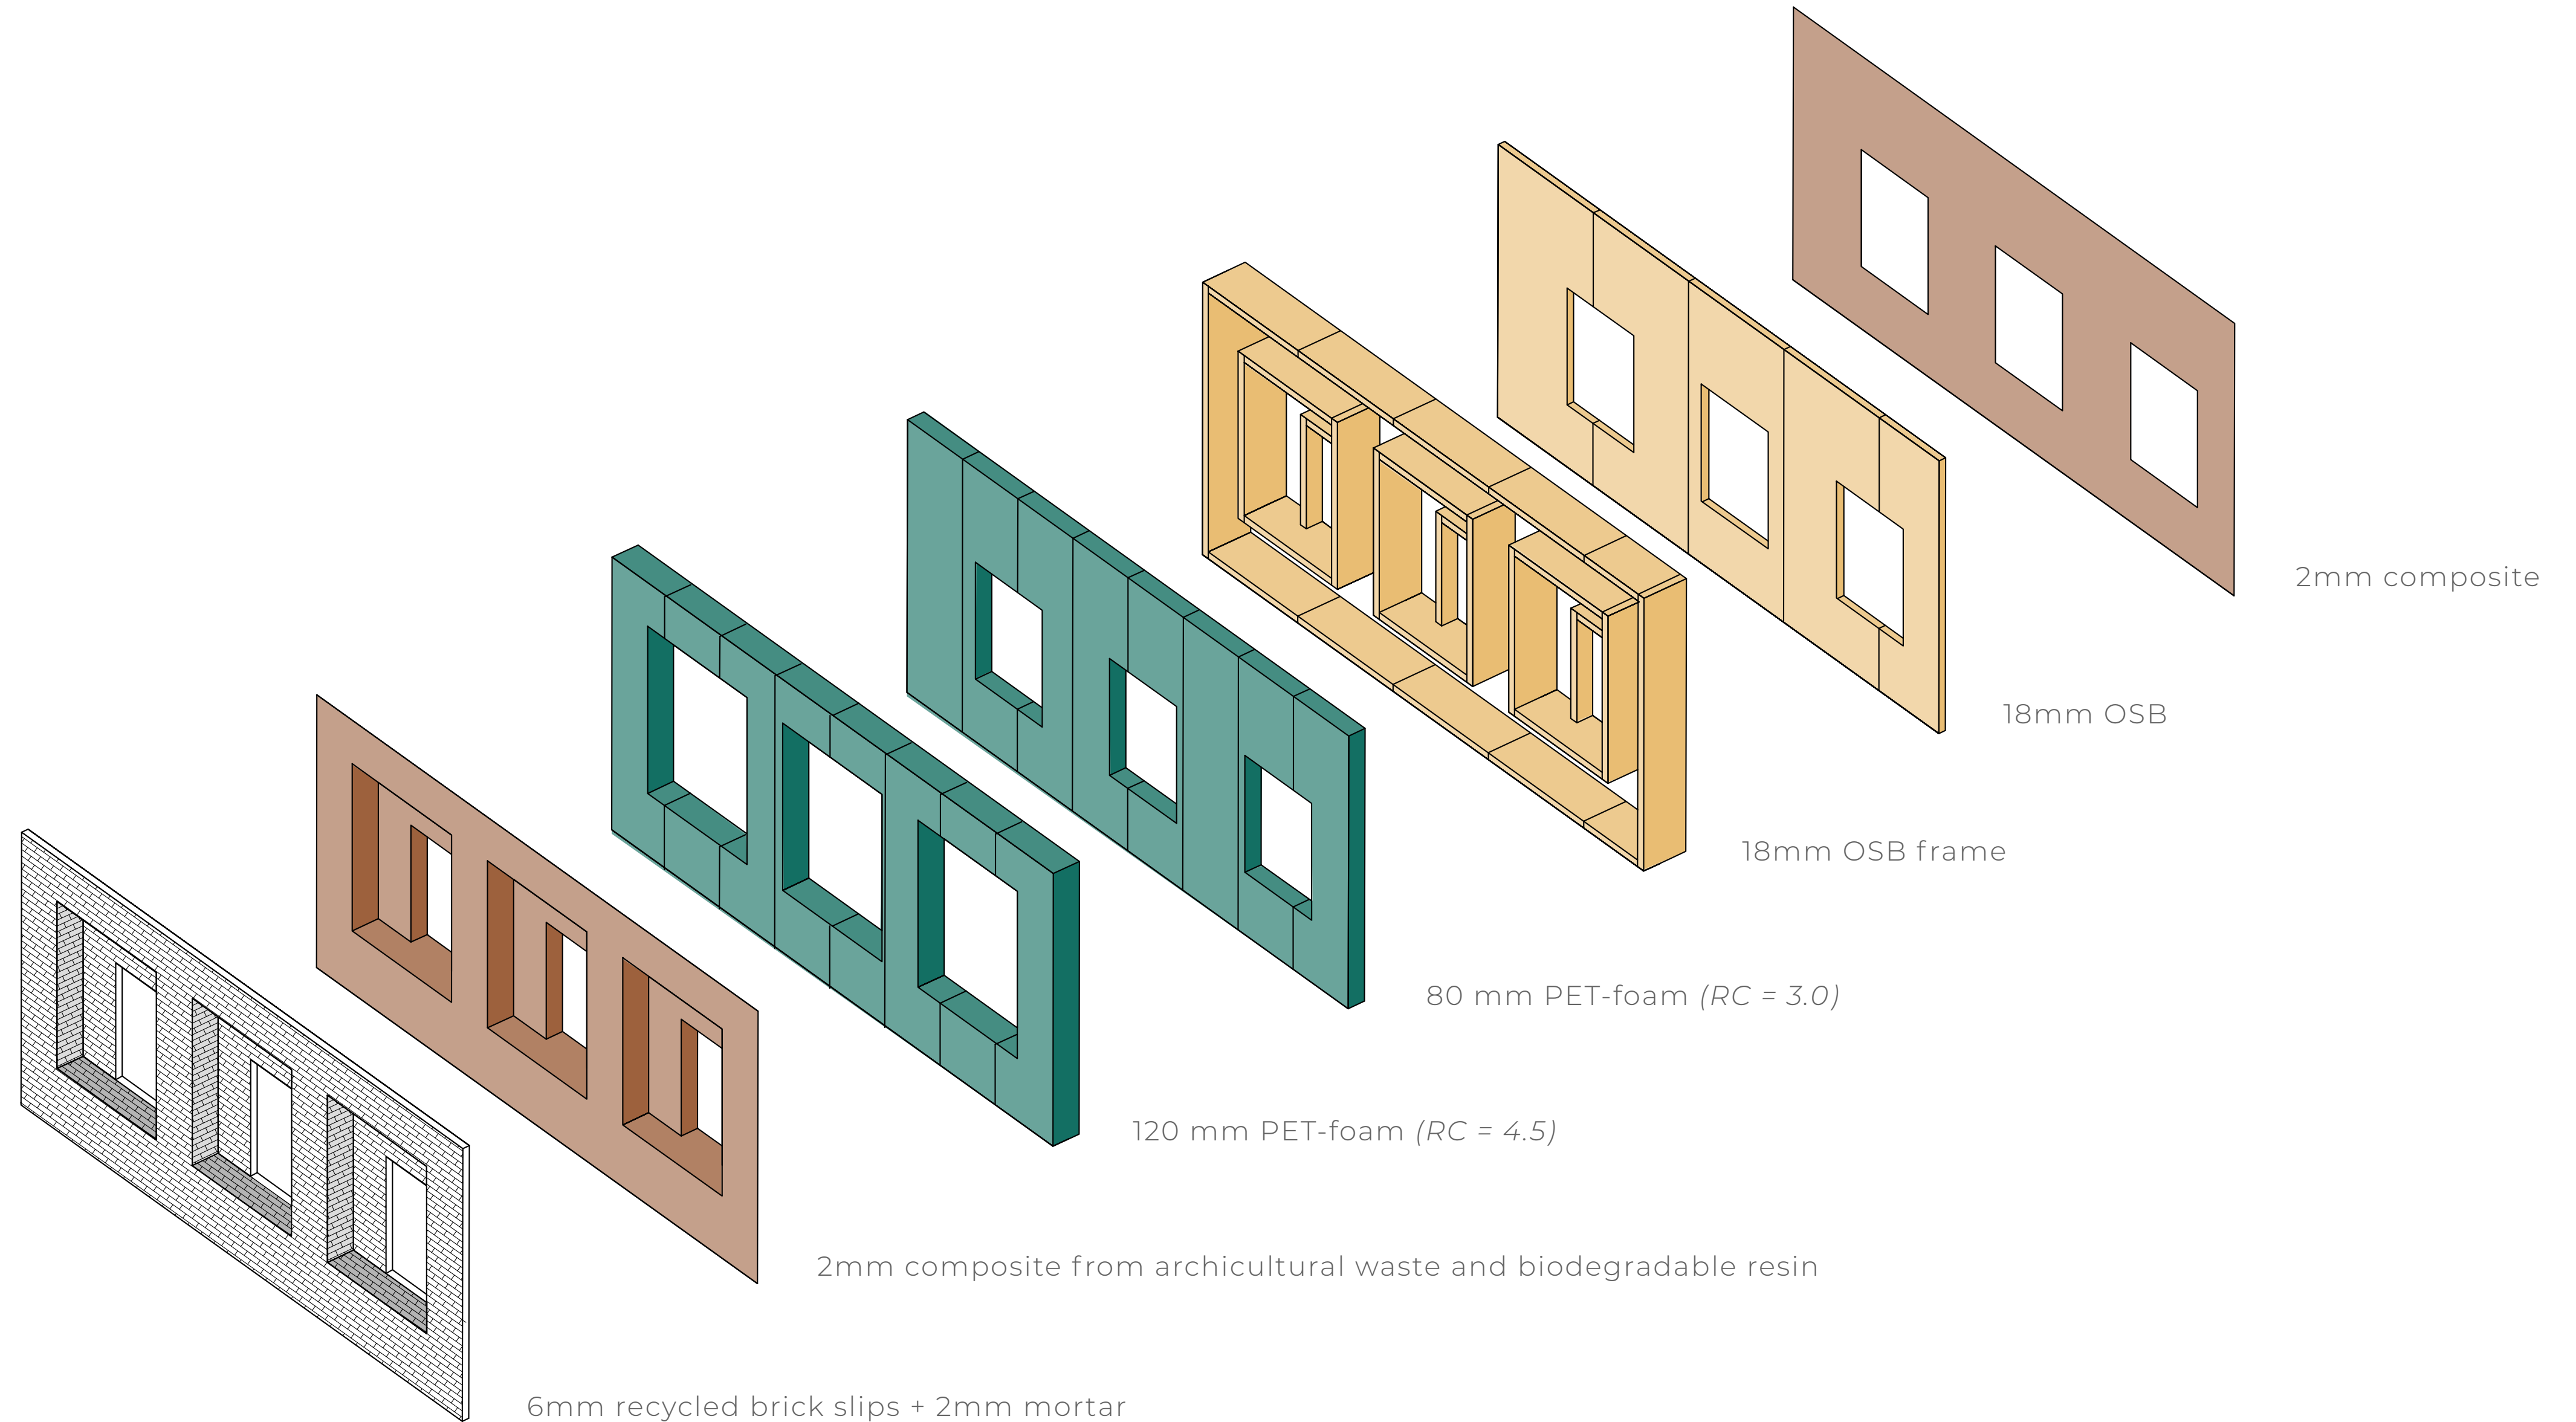 2mm composite
18mm OSB
18mm OSB frame
80 mm PET-foam (RC = 3.0)
120 mm PET-foam (RC = 4.5)
2mm composite from archicultural waste and biodegradable resin
6mm recycled brick slips + 2mm mortar